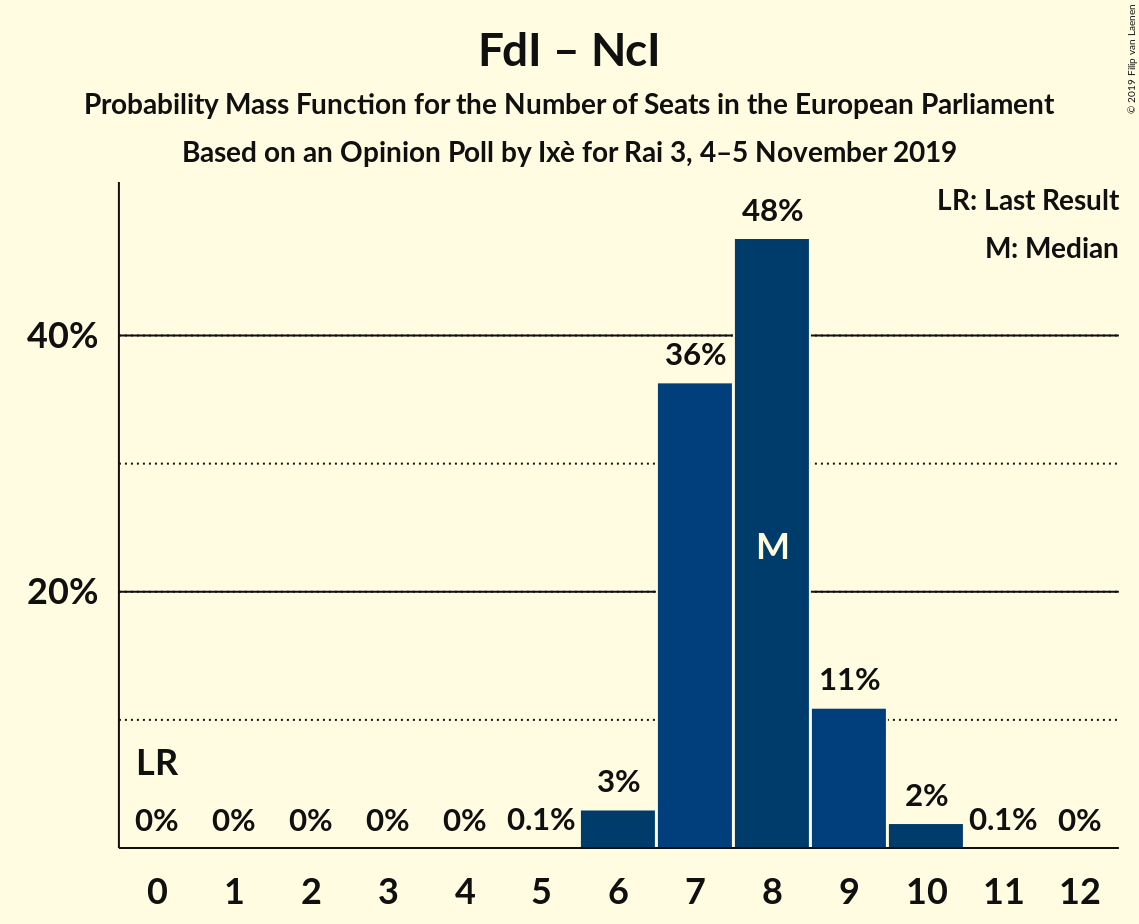 FdI – NcI
Probability Mass Function for the Number of Seats in the European Parliament
Based on an Opinion Poll by Ixè for Rai 3, 4–5 November 2019
© 2019 Filip van Laenen
LR: Last Result
M: Median
48%
40%
36%
M
20%
11%
LR
3%
2%
0% 0% 0% 0% 0% 0.1% 0.1% 0%
0 1 2 3 4 5 6 7 8 9 10 11 12